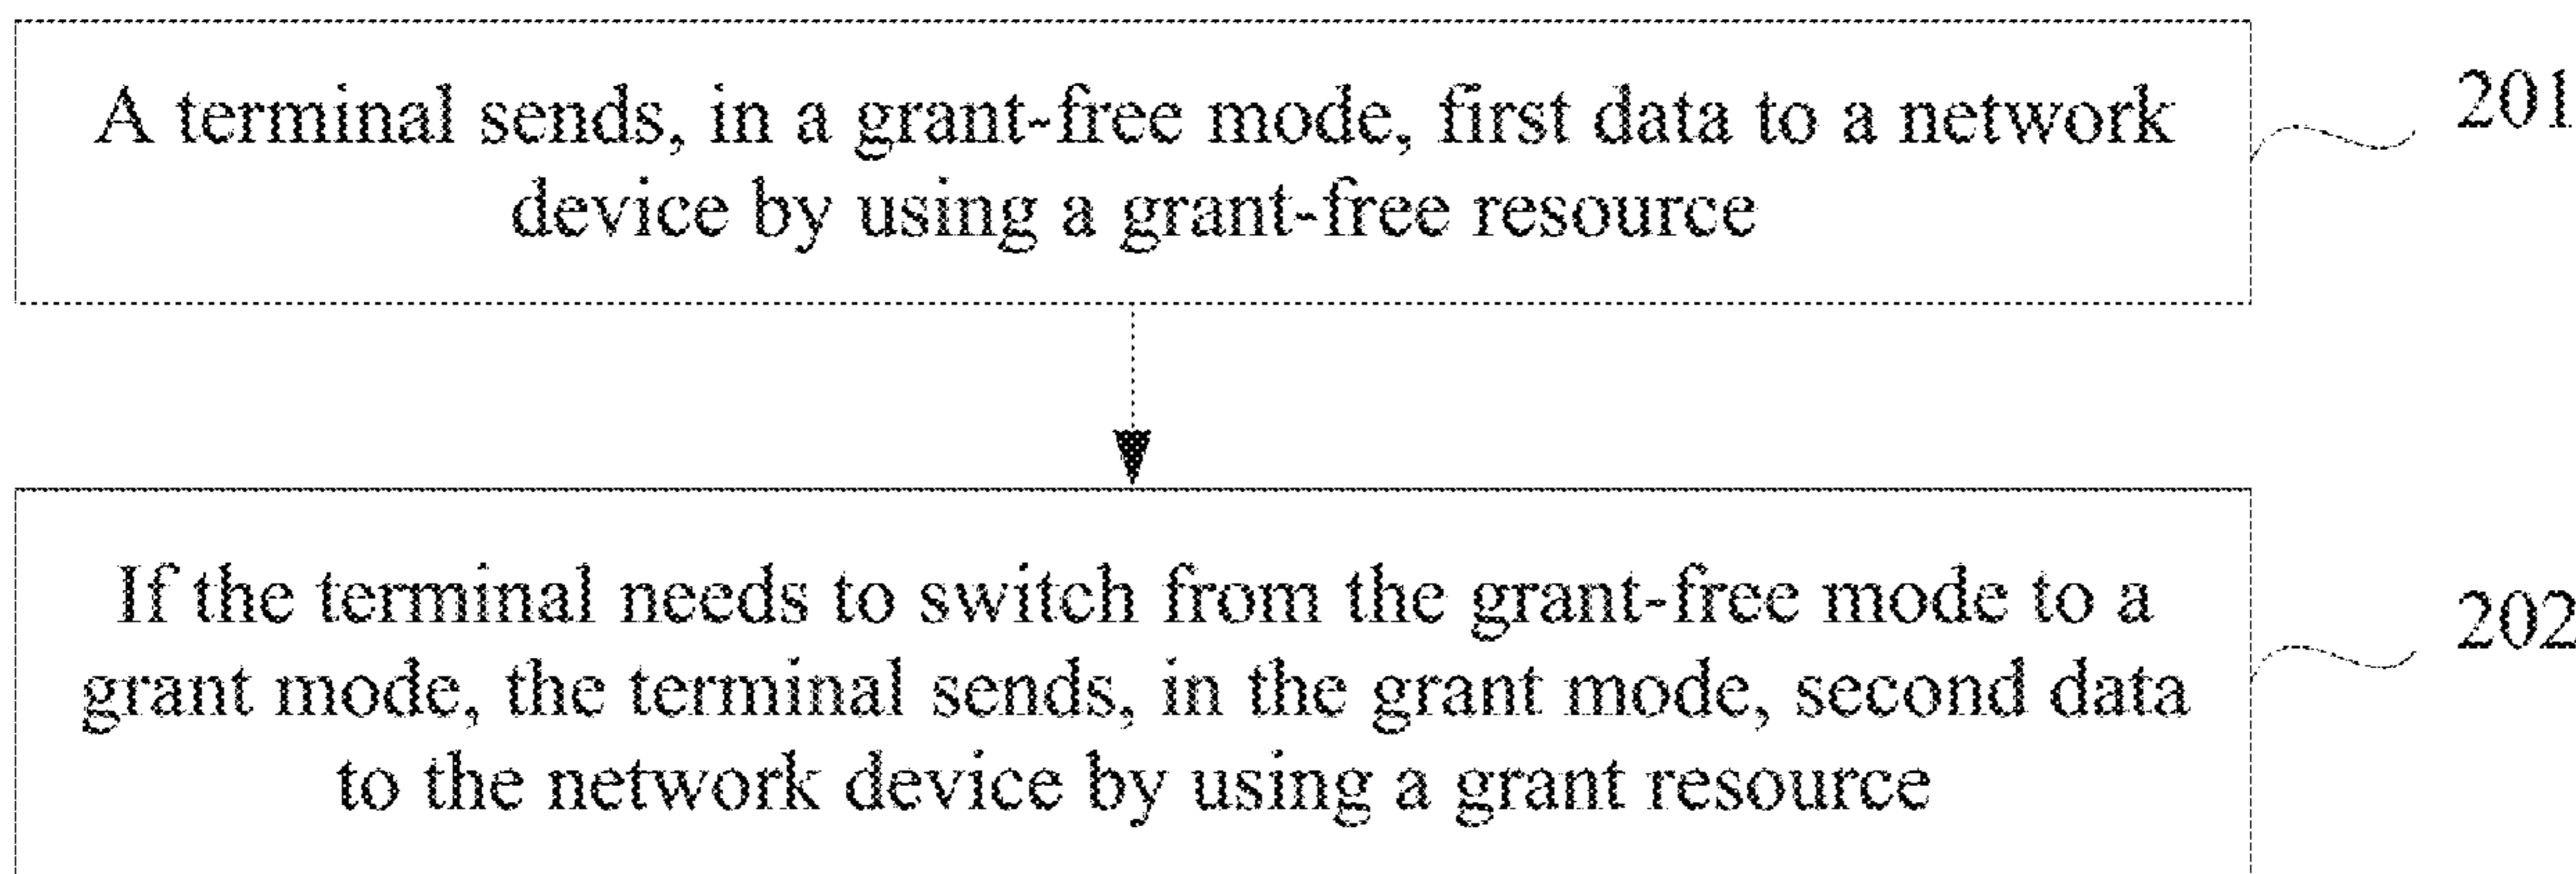 A terminal sends, in a grant-free mode, first data to a network
device by using a grant-free resource
201
If the terminal needs to switch from the grant-free mode to a
grant mode, the terminal sends, in the grant mode, second data
to the network device by using a grant resource
202